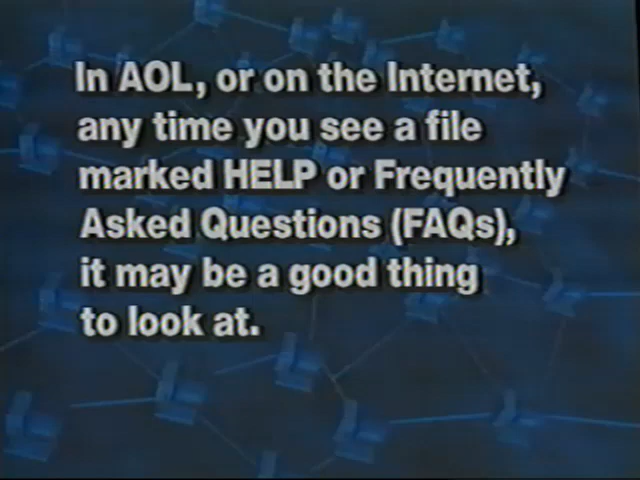 In AOL, or on the Internet,
any time you see a file
marked HELP or Frequently
Asked Questions (FAQs),
it may be a good thing
to look at.